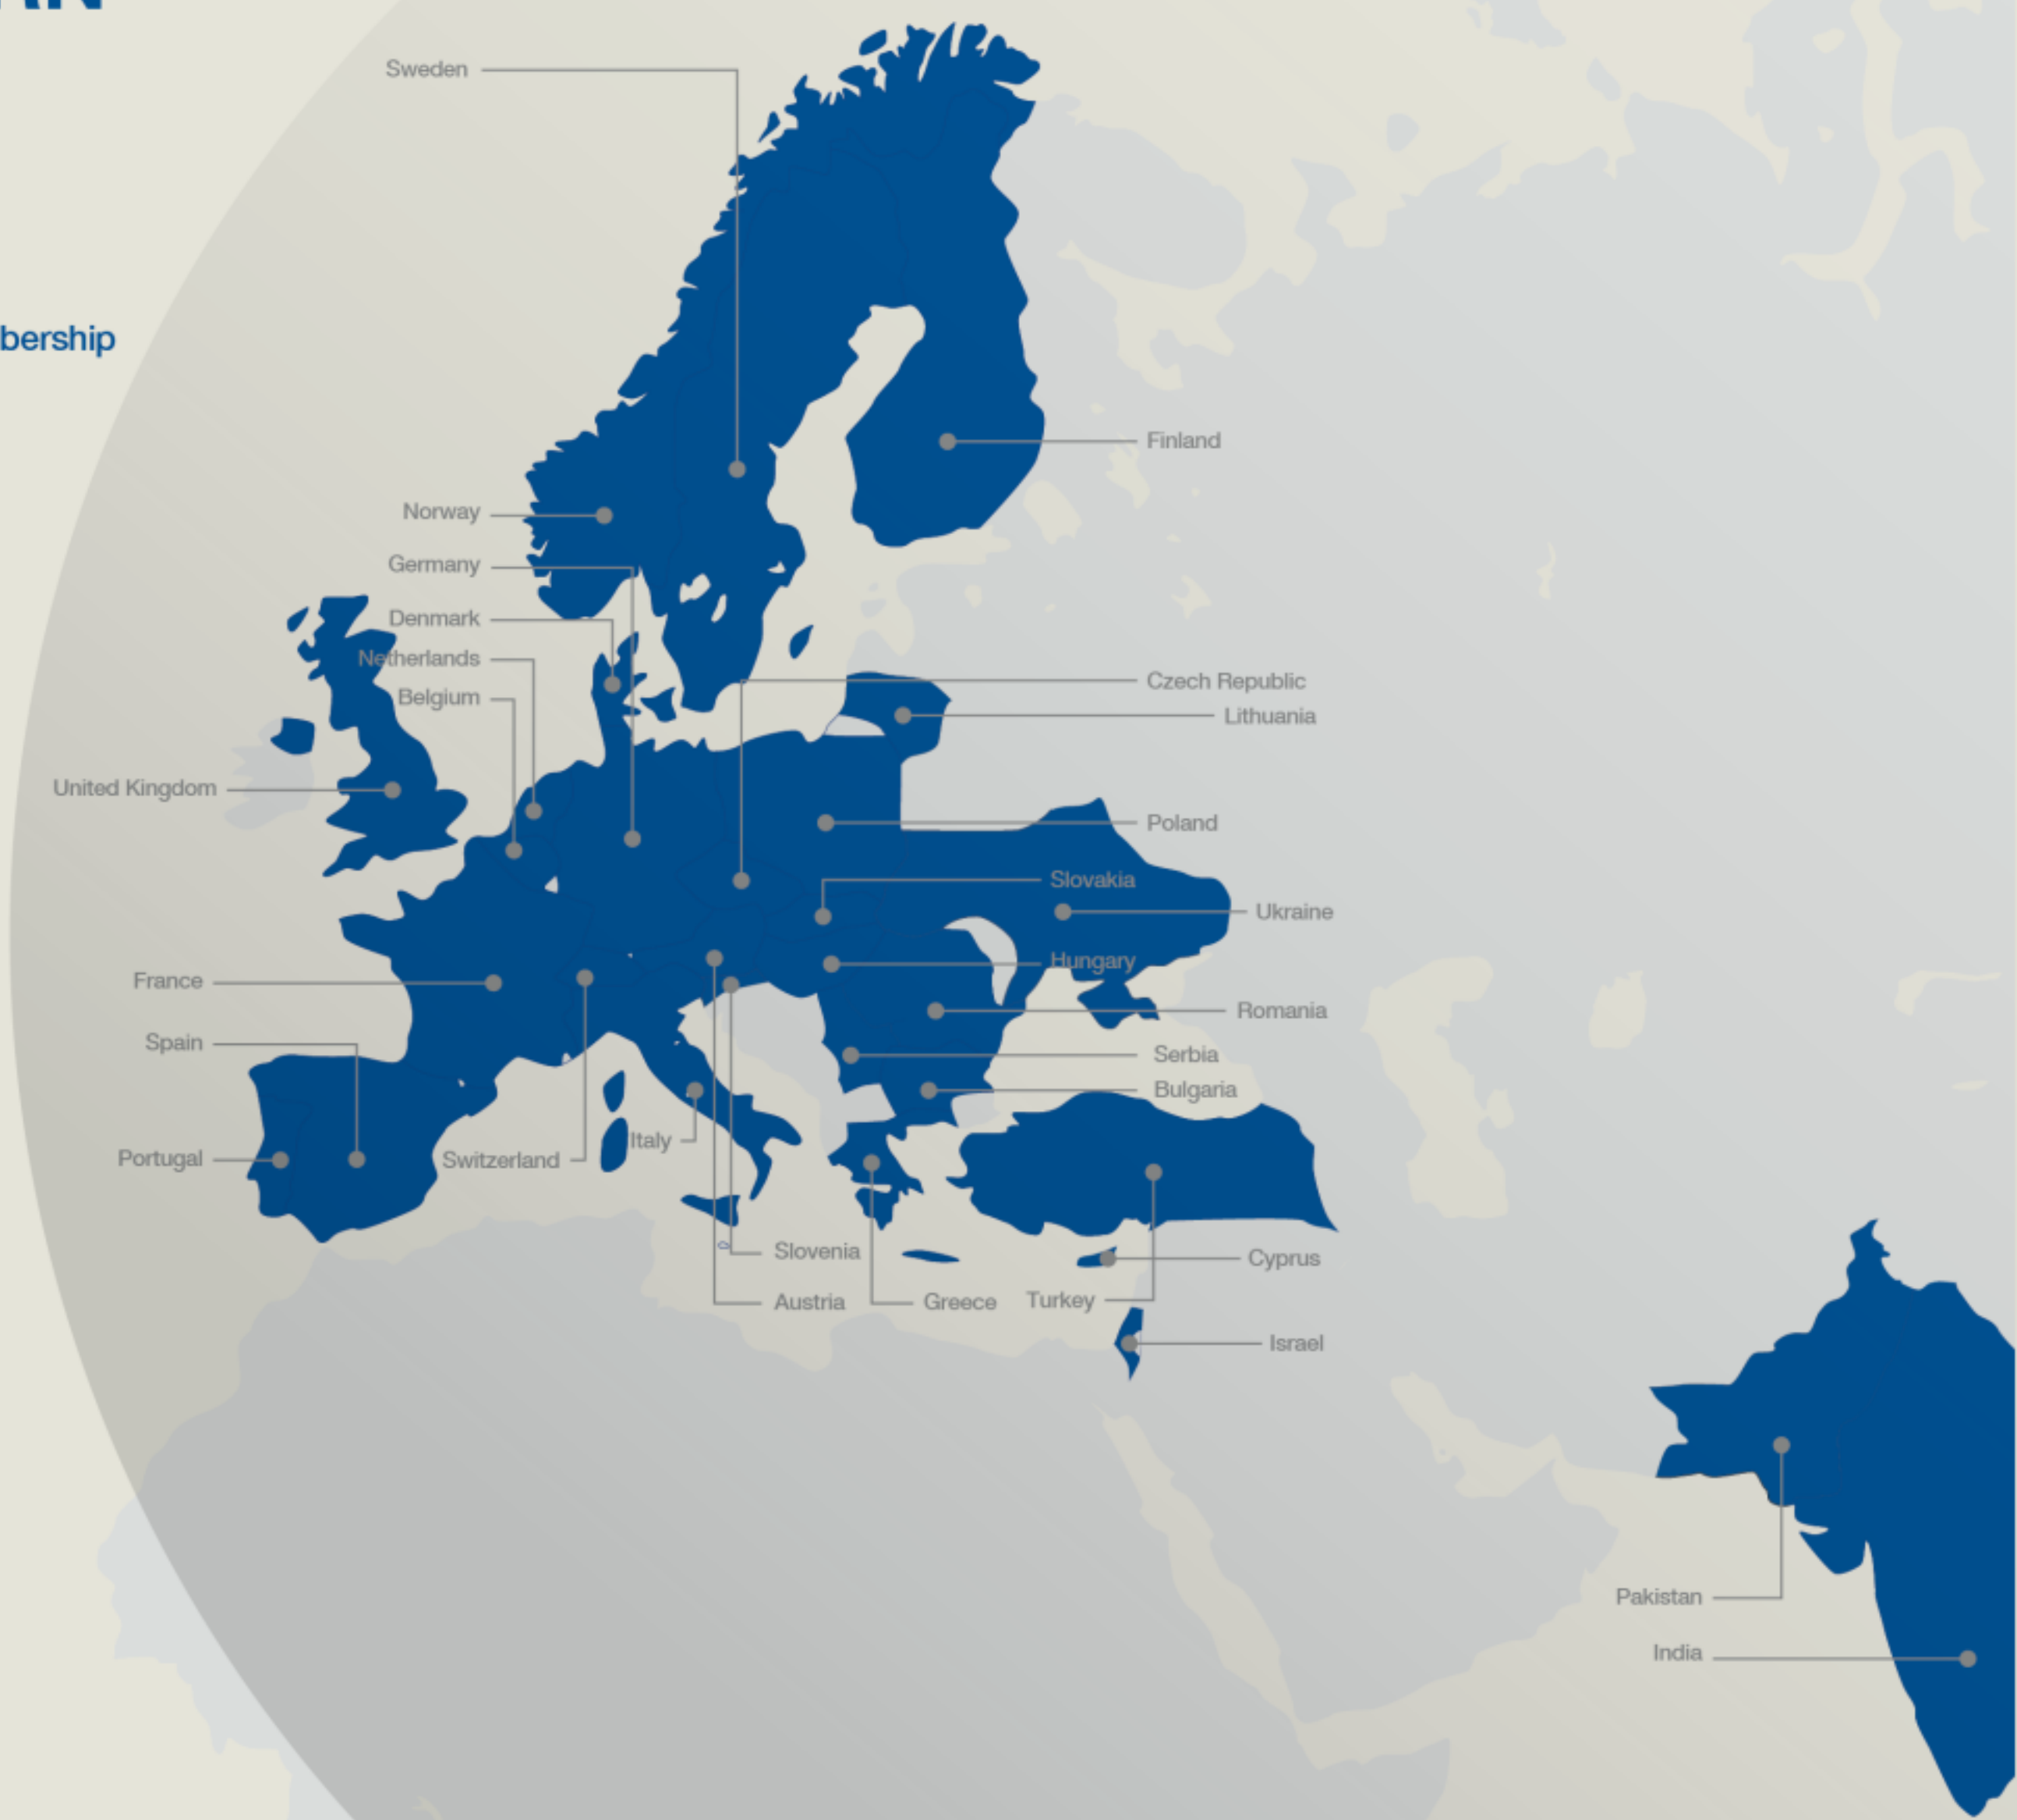 bership
Sweden
Finland
Norway
Germany
Denmark
Netherlands
Belgium
Czech Republic
Lithuania
United Kingdom
Poland
Slovakia
Ukraine
Hungary
France
Romania
Spain
Serbia
Bulgaria
Italy
Portugal
Switzerland
Slovenia
Cyprus
Austria
Greece
Turkey
Israel
Pakistan
India